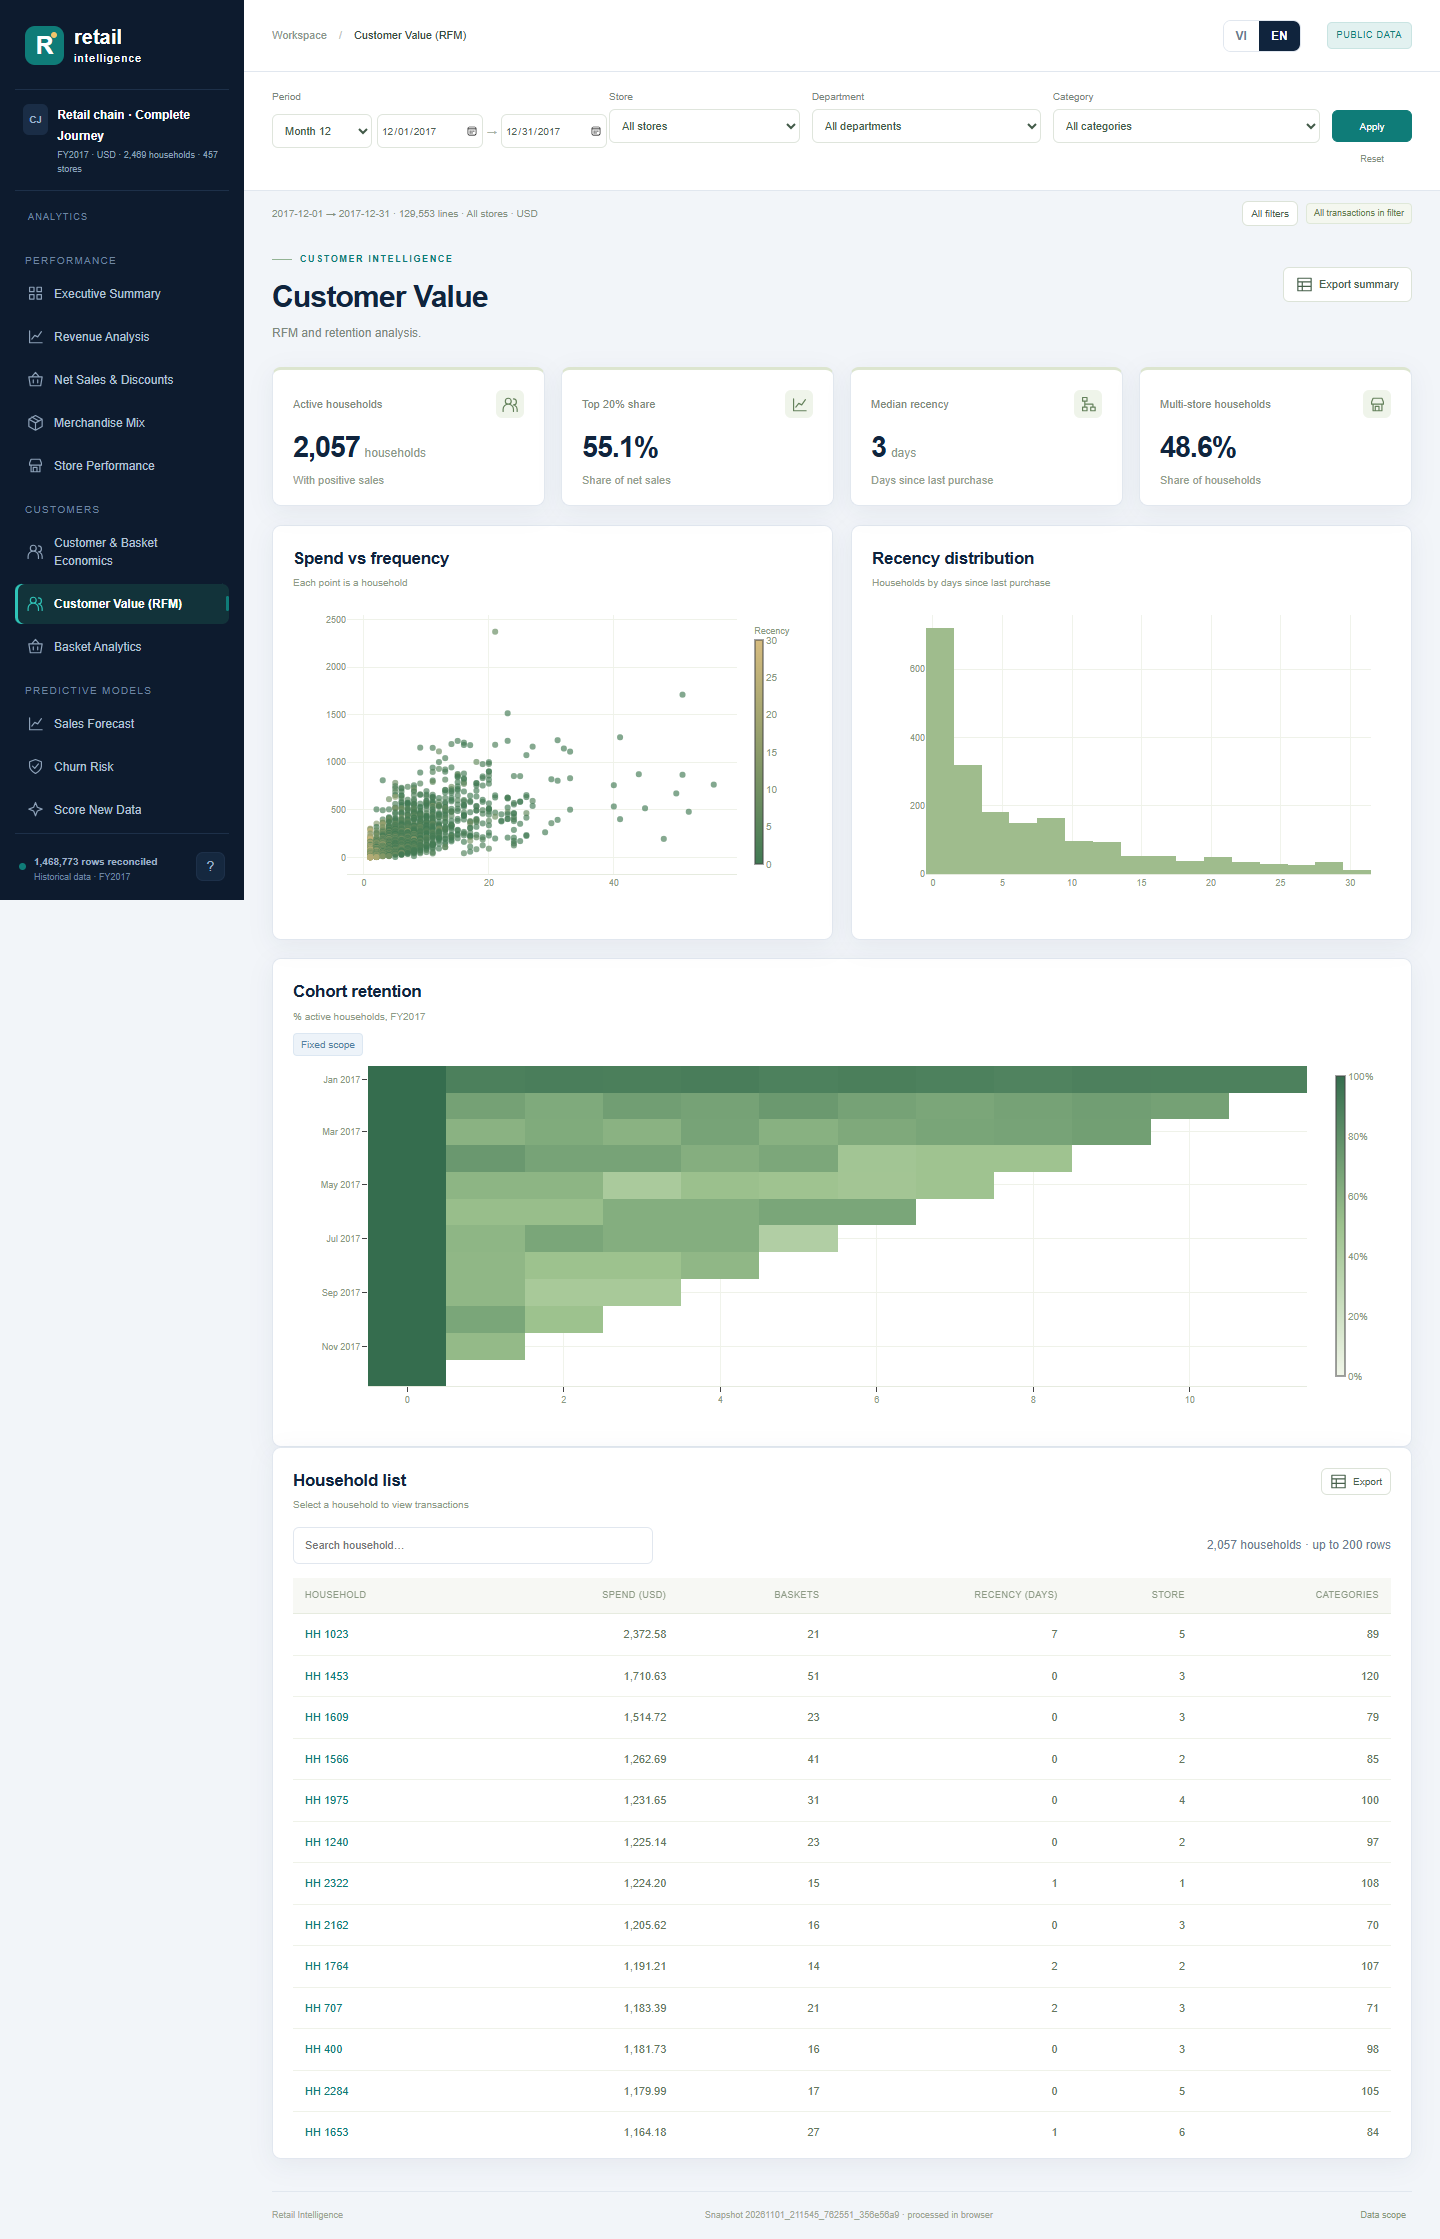 retail
intelligence
CJ
Retail chain · Complete
Journey
FY2017 · USD · 2,469 households · 457
stores
ANALYTICS
PERFORMANCE
Executive Summary
Revenue Analysis
Net Sales & Discounts
Merchandise Mix
Store Performance
CUSTOMERS
Customer & Basket
Economics
Customer Value (RFM)
Basket Analytics
PREDICTIVE MODELS
Sales Forecast
Churn Risk
Score New Data
1,468,773 rows reconciled
Historical data · FY2017
?
Workspace / Customer Value (RFM)
VI EN
PUBLIC DATA
Period Store Department Category
Month 12 12/01/2017 → 12/31/2017 All stores All departments All categories Apply
Reset
2017-12-01 → 2017-12-31 · 129,553 lines · All stores · USD
All filters All transactions in filter
CUSTOMER INTELLIGENCE
Customer Value
RFM and retention analysis.
Export summary
Active households
2,057 households
With positive sales
Top 20% share
55.1%
Share of net sales
Median recency
3 days
Days since last purchase
Multi-store households
48.6%
Share of households
Spend vs frequency
Each point is a household
2500
2000
1500
1000
500
0
0 20 40
Recency
30
25
20
15
10
5
0
Recency distribution
Households by days since last purchase
600
400
200
0
0 5 10 15 20 25 30
Cohort retention
% active households, FY2017
Fixed scope
Jan 2017
Mar 2017
May 2017
Jul 2017
Sep 2017
Nov 2017
0 2 4 6 8 10
100%
80%
60%
40%
20%
0%
Household list
Select a household to view transactions
Export
Search household...
2,057 households · up to 200 rows
HOUSEHOLD SPEND (USD) BASKETS RECENCY (DAYS) STORE CATEGORIES
HH 1023 2,372.58 21 7 5 89
HH 1453 1,710.63 51 0 3 120
HH 1609 1,514.72 23 0 3 79
HH 1566 1,262.69 41 0 2 85
HH 1975 1,231.65 31 0 4 100
HH 1240 1,225.14 23 0 2 97
HH 2322 1,224.20 15 1 1 108
HH 2162 1,205.62 16 0 3 70
HH 1764 1,191.21 14 2 2 107
HH 707 1,183.39 21 2 3 71
HH 400 1,181.73 16 0 3 98
HH 2284 1,179.99 17 0 5 105
HH 1653 1,164.18 27 1 6 84
Retail Intelligence
Snapshot 20261101_211545_762551_356e56a9 · processed in browser
Data scope